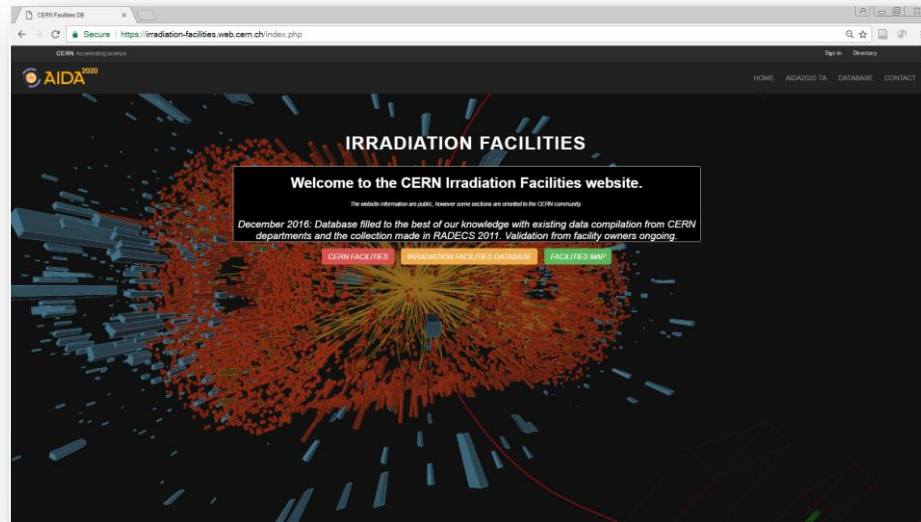 CERN Facilities DB
Secure | https://irradiation-facilities.web.cern.ch/index.php
CERN Accelerating science
Sign in Directory
AIDA2020
HOME AIDA2020 TA DATABASE CONTACT
IRRADIATION FACILITIES
Welcome to the CERN Irradiation Facilities website.
The website information are public, however some sections are oriented to the CERN community.
December 2016: Database filled to the best of our knowledge with existing data compilation from CERN
departments and the collection made in RADECS 2011. Validation from facility owners ongoing.
CERN FACILITIES IRRADIATION FACILITIES DATABASE FACILITIES MAP